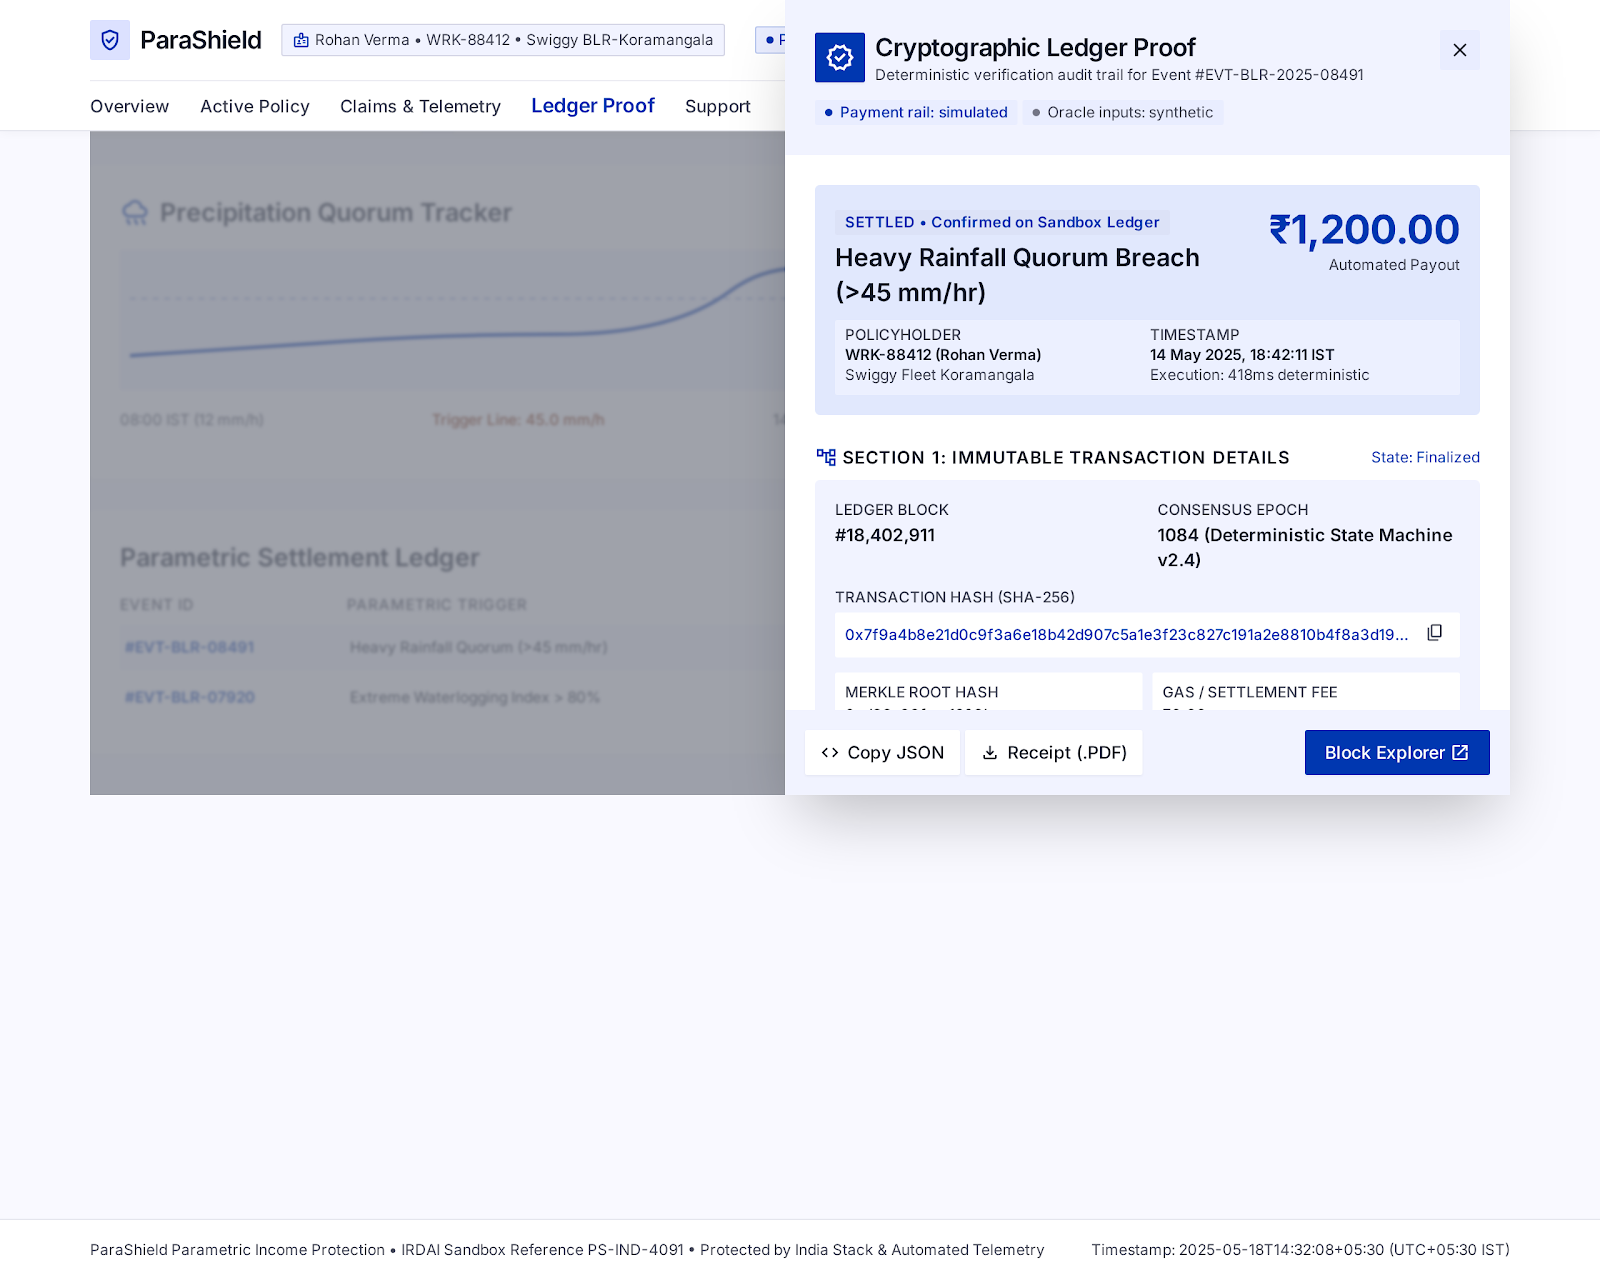 ParaShield
Rohan Verma • WRK-88412 • Swiggy BLR-Koramangala
Overview
Active Policy
Claims & Telemetry
Ledger Proof
Support
Precipitation Quorum Tracker
08:00 IST (12 mm/h)
Trigger Line: 45.0 mm/h
Parametric Settlement Ledger
EVENT ID
PARAMETRIC TRIGGER
#EVT-BLR-08491
Heavy Rainfall Quorum (>45 mm/hr)
#EVT-BLR-07920
Extreme Waterlogging Index > 80%
Cryptographic Ledger Proof
Deterministic verification audit trail for Event #EVT-BLR-2025-08491
Payment rail: simulated
Oracle inputs: synthetic
SETTLED • Confirmed on Sandbox Ledger
₹1,200.00
Automated Payout
Heavy Rainfall Quorum Breach
(>45 mm/hr)
POLICYHOLDER
WRK-88412 (Rohan Verma)
Swiggy Fleet Koramangala
TIMESTAMP
14 May 2025, 18:42:11 IST
Execution: 418ms deterministic
SECTION 1: IMMUTABLE TRANSACTION DETAILS
State: Finalized
LEDGER BLOCK
#18,402,911
CONSENSUS EPOCH
1084 (Deterministic State Machine
v2.4)
TRANSACTION HASH (SHA-256)
0x7f9a4b8e21d0c9f3a6e18b42d907c5a1e3f23c827c191a2e8810b4f8a3d19...
MERKLE ROOT HASH
GAS / SETTLEMENT FEE
Copy JSON
Receipt (.PDF)
Block Explorer
ParaShield Parametric Income Protection • IRDAI Sandbox Reference PS-IND-4091 • Protected by India Stack & Automated Telemetry
Timestamp: 2025-05-18T14:32:08+05:30 (UTC+05:30 IST)